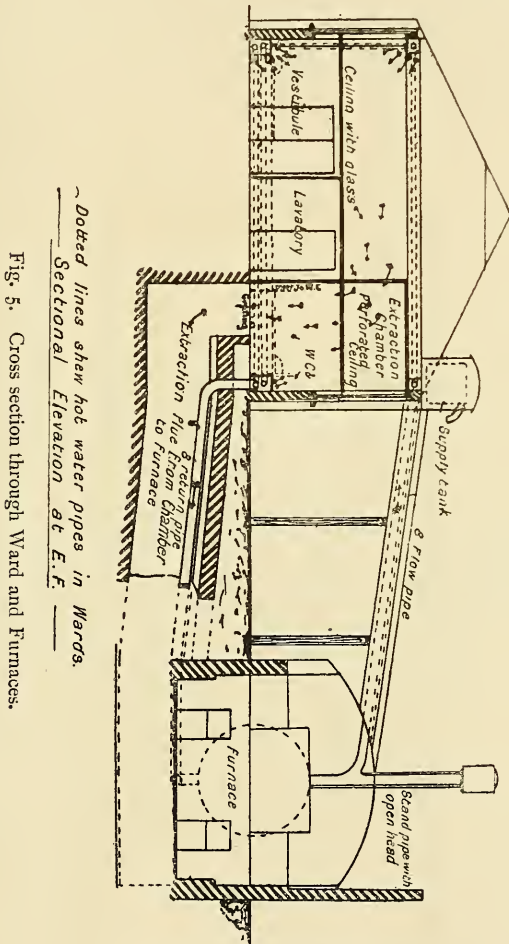 Supply tank
8 Flow pipe
Stand pipe with
open head
Ceiling with glass
Extraction
Chamber
Perforated
Ceiling
Vestibule
Lavatory
W.Cs
Furnace
8 return pipe
Extraction Flue from Chamber
to Furnace
Dotted lines shew hot water pipes in Wards.
Sectional Elevation at E.F.
Fig. 5. Cross section through Ward and Furnaces.